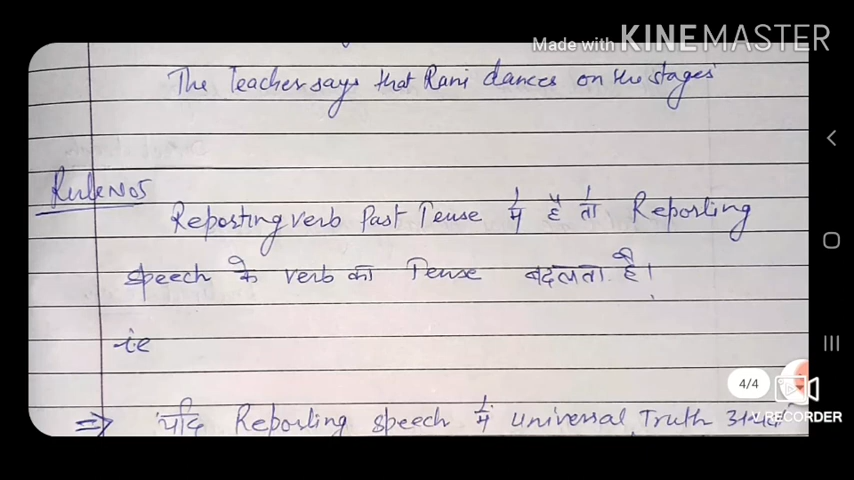 Made with KINEMASTER
The Teacher says that Rani dances on the stages
Rule No 5
Reporting verb Past Tense में है तो Reporting
speech के verb का Tense बदलता है।
i.e
4/4
V RECORDER
⇒ यदि Reporting speech में universal Truth